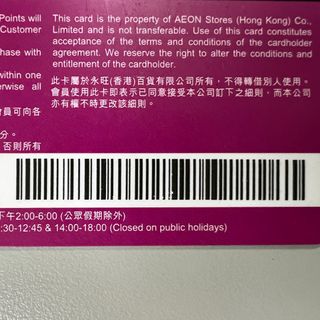 Points will
Customer
chase with
within one
erwise all
會員可向各
分。
否則所有
This card is the property of AEON Stores (Hong Kong) Co.,
Limited and is not transferable. Use of this card constitutes
acceptance of the terms and conditions of the cardholder
agreement. We reserve the right to alter the conditions and
entitlement of the cardholder.
此卡屬於永旺(香港)百貨有限公司所有，不得轉借別人使用。
會員使用此卡即表示已同意接受本公司訂下之細則，而本公司
亦有權不時更改該細則。
下午2:00-6:00 (公眾假期除外)
:30-12:45 & 14:00-18:00 (Closed on public holidays)